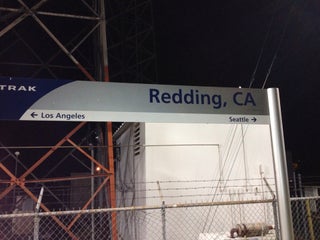 TRAK
Redding, CA
← Los Angeles
Seattle →